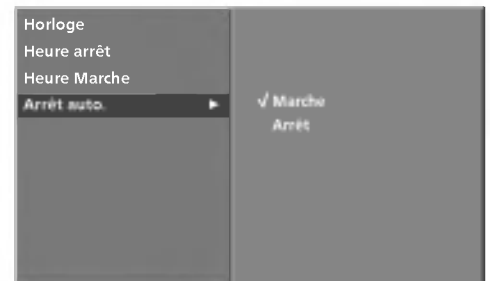 Horloge
Heure arrêt
Heure Marche
Arrêt auto. ►
√ Marche
Arrêt